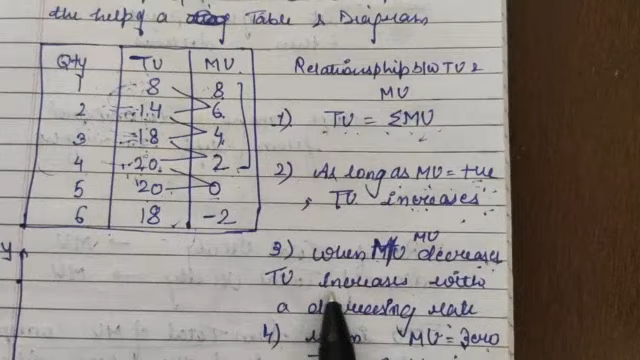 the help of a Table & Diagram
Qty TU MU
1 8 8
2 14 6
3 18 4
4 20 2
5 20 0
6 18 -2
Relationship b/w TU &
MU
1) TU = ΣMU
2) As long as MU = +ve
, TU increases
3) when MU decreases
TU increases with
a decreasing rate
4) MU = Zero
y